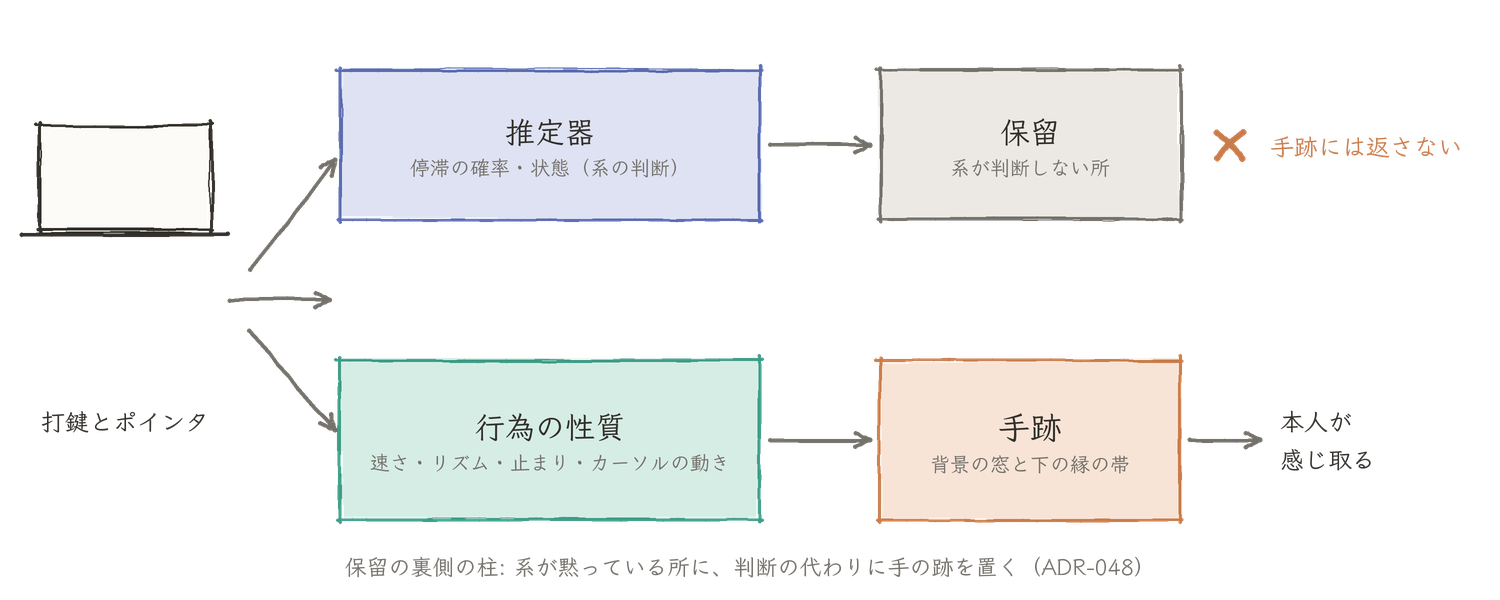 推定器
停滞の確率・状態（系の判断）
保留
系が判断しない所
手跡には返さない
打鍵とポインタ
行為の性質
速さ・リズム・止まり・カーソルの動き
手跡
背景の窓と下の縁の帯
本人が
感じ取る
保留の裏側の柱: 系が黙っている所に、判断の代わりに手の跡を置く（ADR-048）